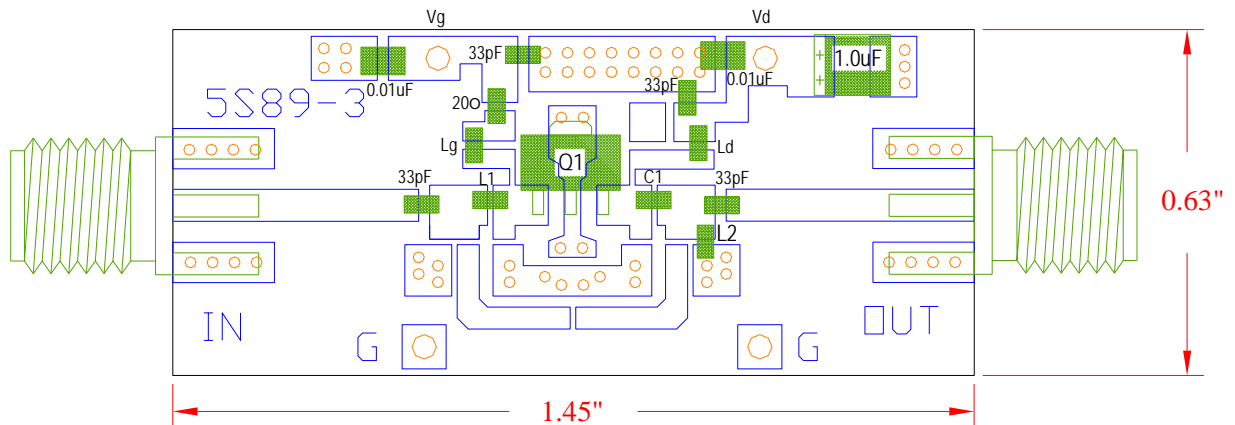 Vg
Vd
33pF
1.0uF
0.01uF
0.01uF
33pF
5S89-3
20o
Lg
Q1
Ld
33pF
L1
C1
33pF
0.63"
L2
IN
OUT
G
G
1.45"